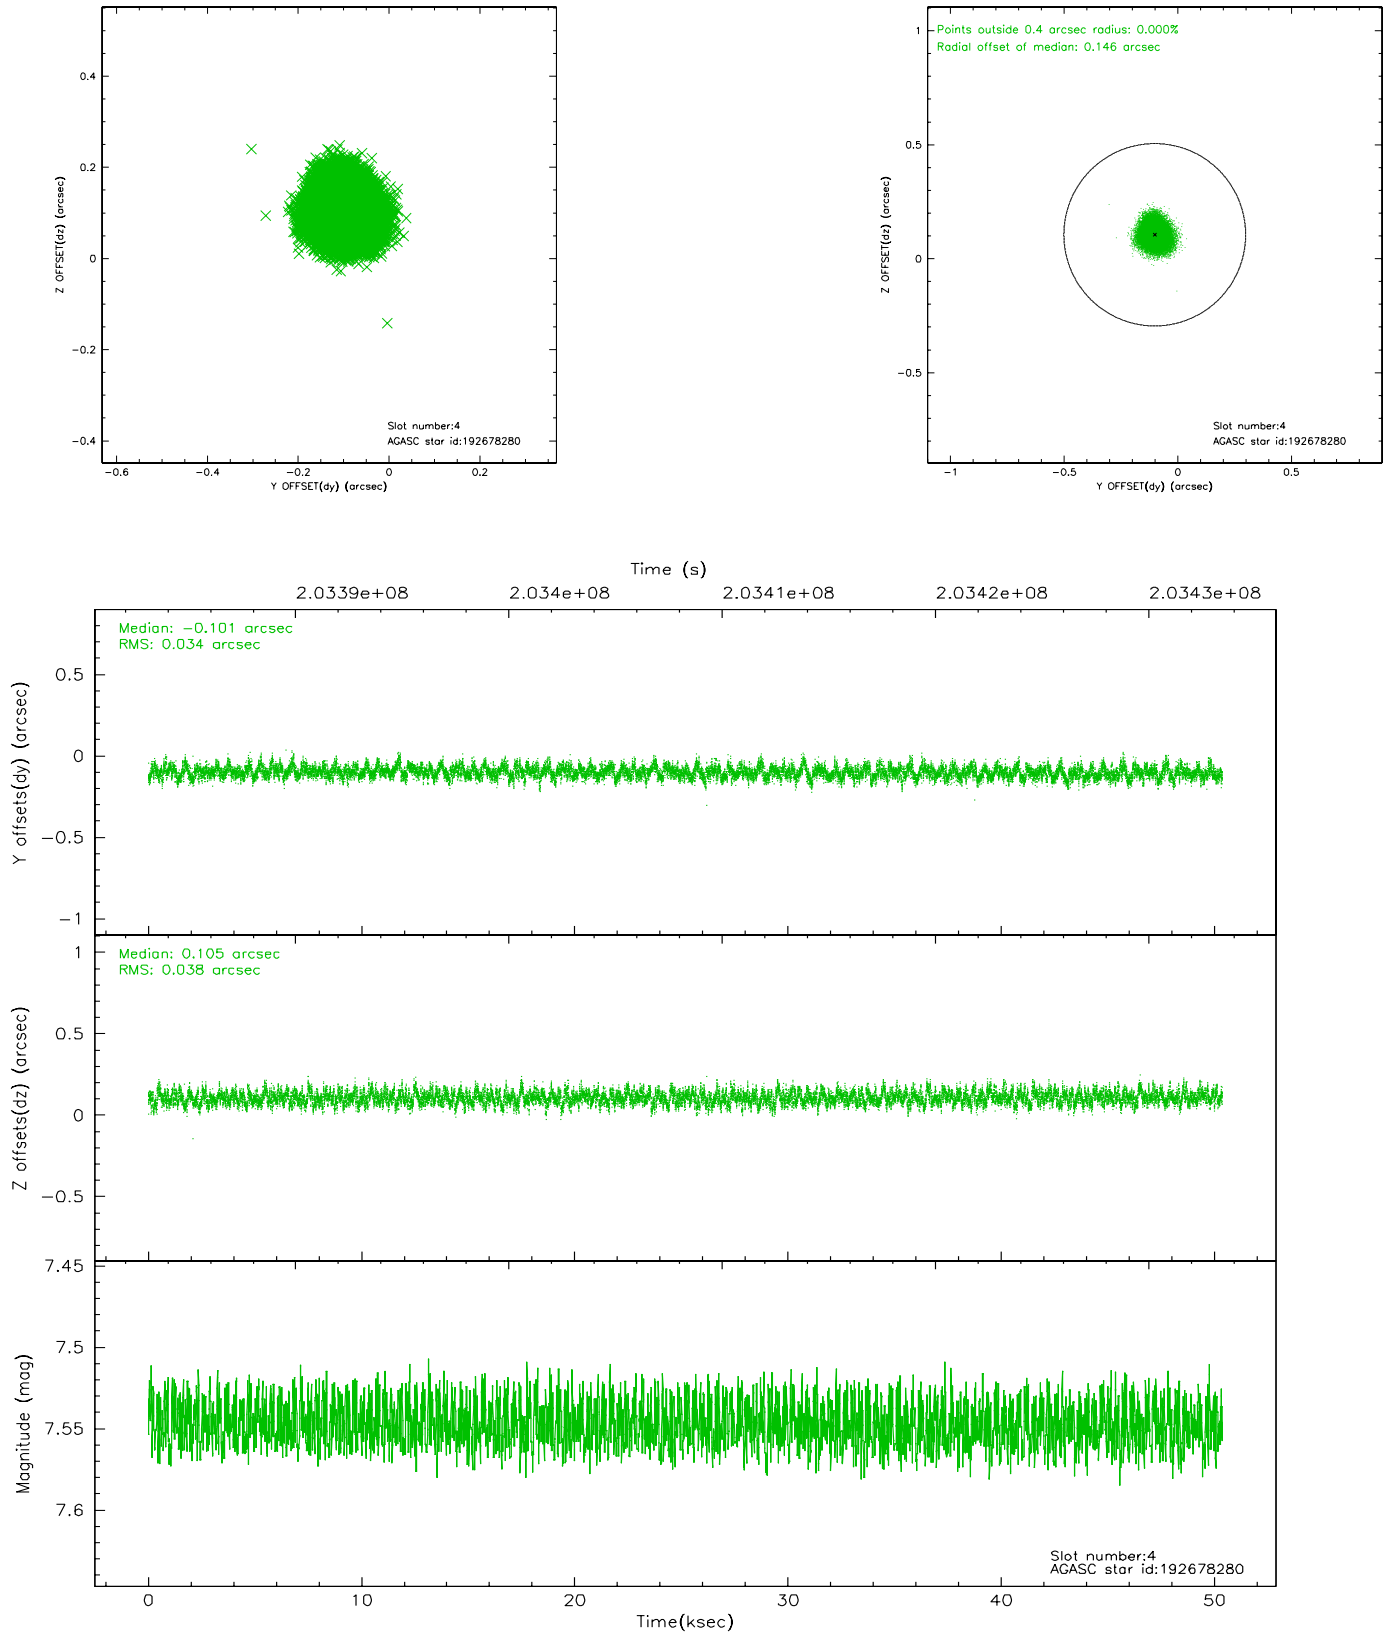 0.4
0.2
0
-0.2
-0.4
Z OFFSET(dz) (arcsec)
Slot number:4
AGASC star id:192678280
-0.6 -0.4 -0.2 0 0.2
Y OFFSET(dy) (arcsec)
Points outside 0.4 arcsec radius: 0.000%
Radial offset of median: 0.146 arcsec
1
0.5
0
-0.5
Z OFFSET(dz) (arcsec)
Slot number:4
AGASC star id:192678280
-1 -0.5 0 0.5
Y OFFSET(dy) (arcsec)
Time (s)
2.0339e+08 2.034e+08 2.0341e+08 2.0342e+08 2.0343e+08
Median: -0.101 arcsec
RMS: 0.034 arcsec
0.5
0
-0.5
-1
Y offsets(dy) (arcsec)
Median: 0.105 arcsec
RMS: 0.038 arcsec
1
0.5
0
-0.5
Z offsets(dz) (arcsec)
7.45
7.5
7.55
7.6
Magnitude (mag)
Slot number:4
AGASC star id:192678280
0 10 20 30 40 50
Time(ksec)